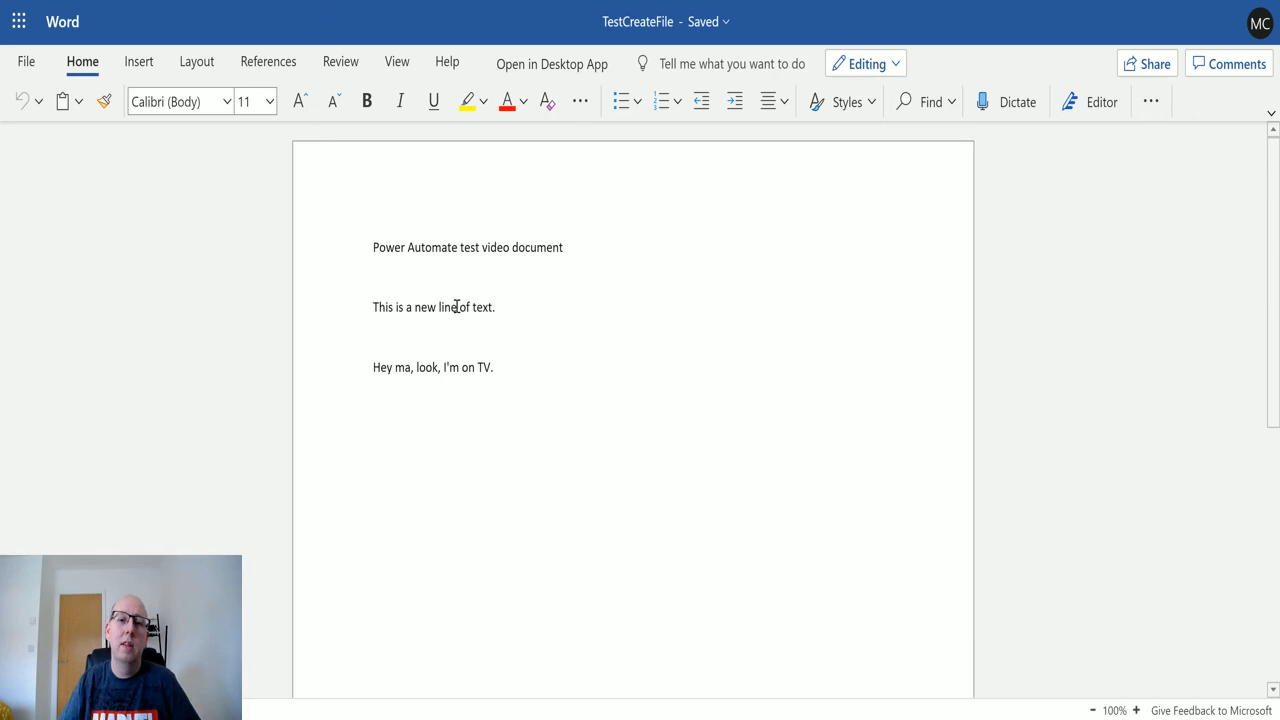 Word
TestCreateFile - Saved
MC
File Home Insert Layout References Review View Help Open in Desktop App Tell me what you want to do Editing Share Comments
Calibri (Body) 11 A A B I U A A Styles Find Dictate Editor
Power Automate test video document
This is a new line of text.
Hey ma, look, I'm on TV.
MARVEL
- 100% + Give Feedback to Microsoft